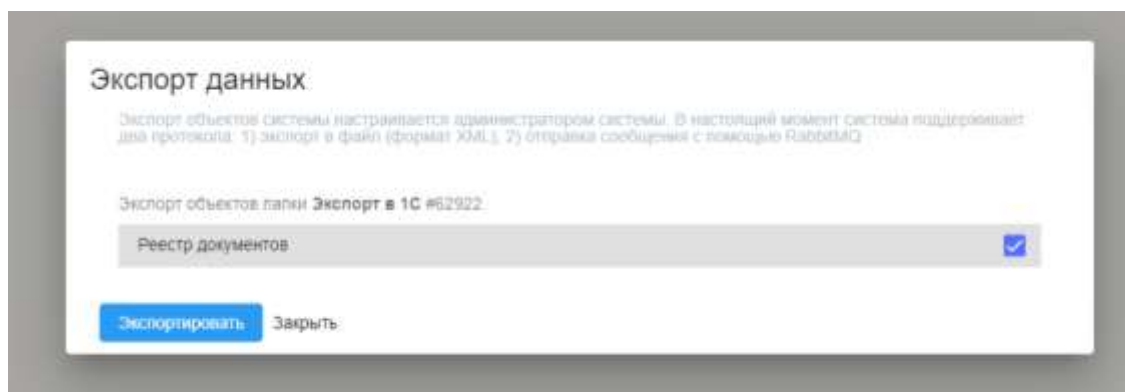 Экспорт данных
Экспорт объектов системы настраивается администратором системы. В настоящий момент система поддерживает
два протокола: 1) экспорт в файл (формат XML), 2) отправка сообщения с помощью RabbitMQ
Экспорт объектов папки Экспорт в 1С #62922
Реестр документов
Экспортировать Закрыть